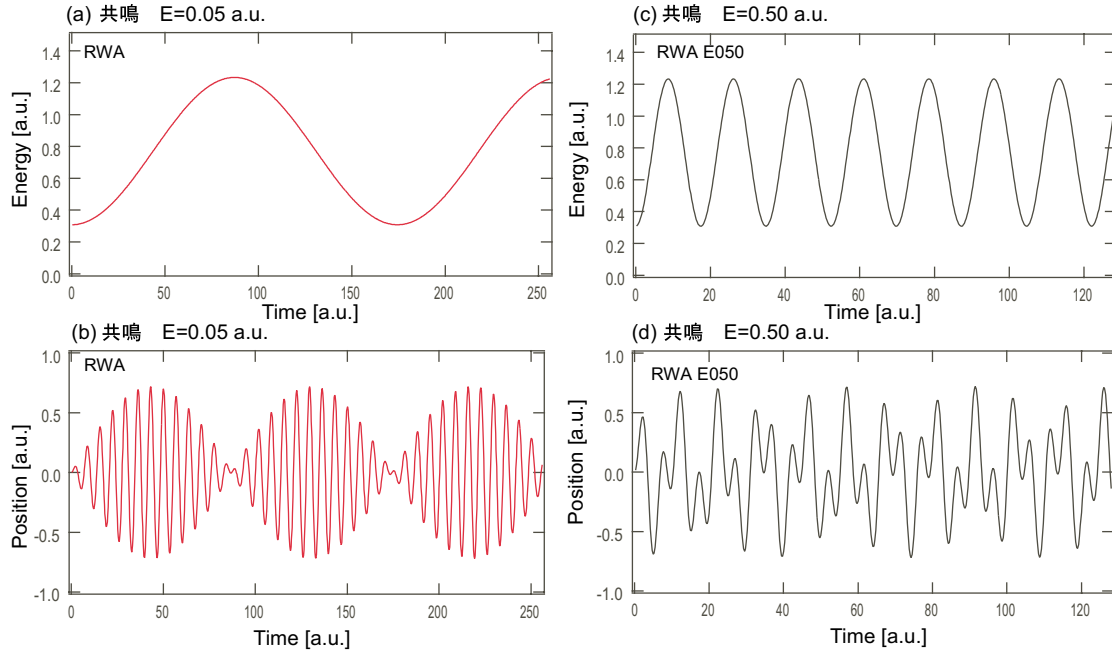 (a) 共鳴 E=0.05 a.u.
RWA
Energy [a.u.]
1.4
1.2
1.0
0.8
0.6
0.4
0.2
0.0
0 50 100 150 200 250
Time [a.u.]
(b) 共鳴 E=0.05 a.u.
RWA
Position [a.u.]
1.0
0.5
0.0
-0.5
-1.0
0 50 100 150 200 250
Time [a.u.]
(c) 共鳴 E=0.50 a.u.
RWA E050
Energy [a.u.]
1.4
1.2
1.0
0.8
0.6
0.4
0.2
0.0
0 20 40 60 80 100 120
Time [a.u.]
(d) 共鳴 E=0.50 a.u.
RWA E050
Position [a.u.]
1.0
0.5
0.0
-0.5
-1.0
0 20 40 60 80 100 120
Time [a.u.]